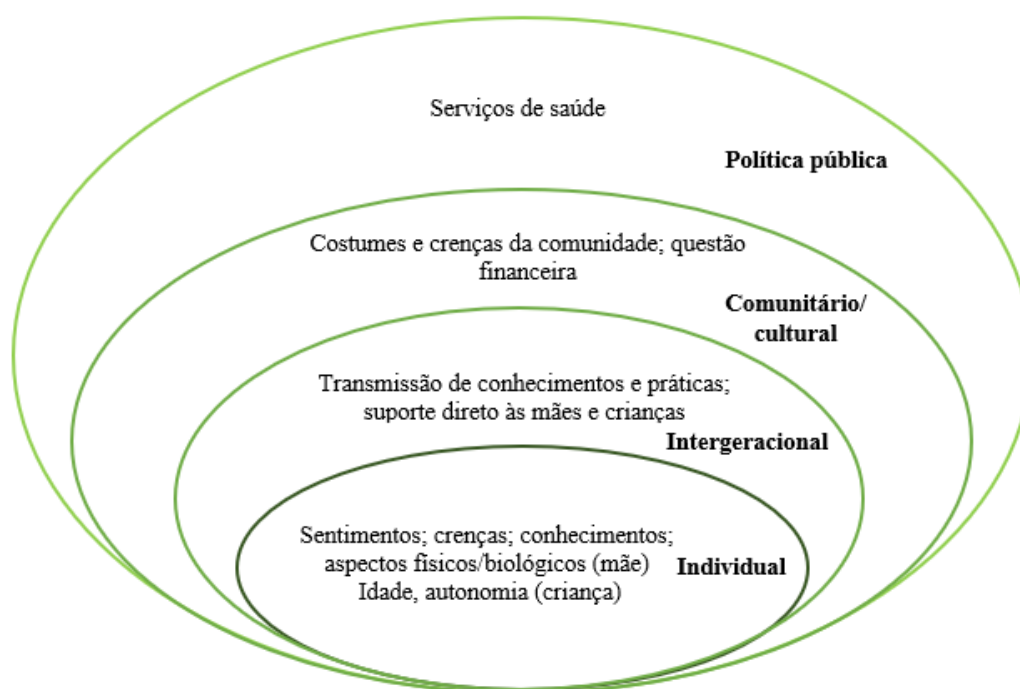 Serviços de saúde
Política pública
Costumes e crenças da comunidade; questão
financeira
Comunitário/
cultural
Transmissão de conhecimentos e práticas;
suporte direto às mães e crianças
Intergeracional
Sentimentos; crenças; conhecimentos;
aspectos físicos/biológicos (mãe)
Individual
Idade, autonomia (criança)